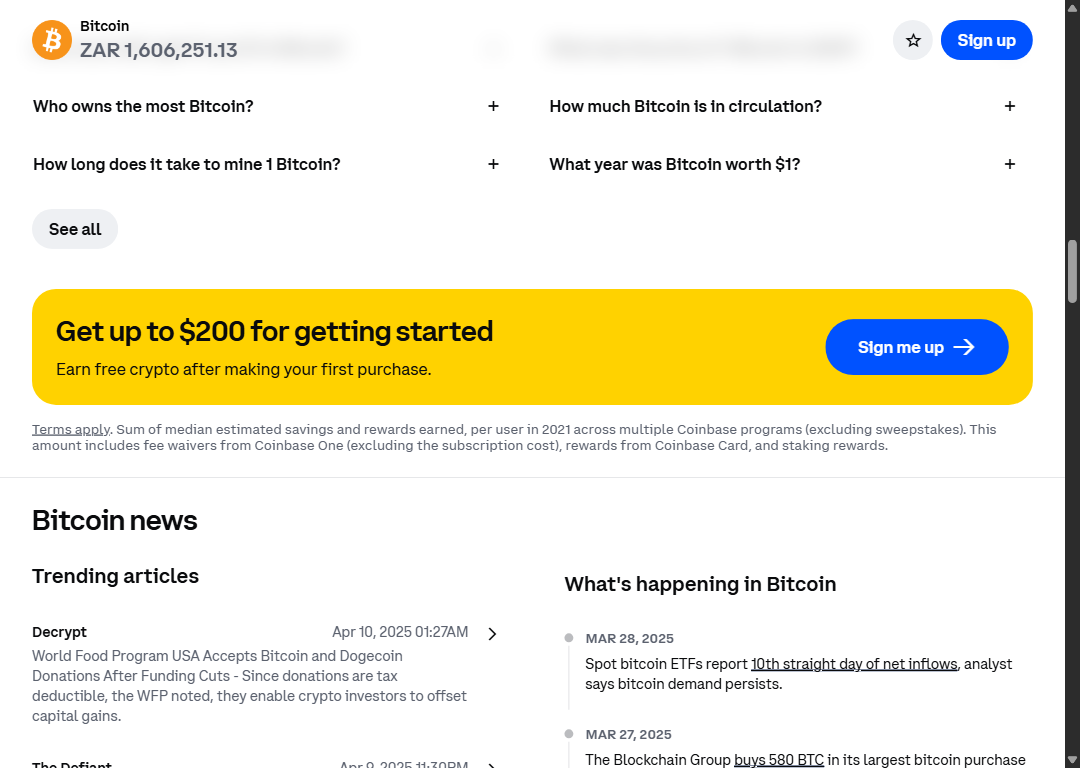 Bitcoin
ZAR 1,606,251.13
Sign up
Who owns the most Bitcoin?
How much Bitcoin is in circulation?
How long does it take to mine 1 Bitcoin?
What year was Bitcoin worth $1?
See all
Get up to $200 for getting started
Earn free crypto after making your first purchase.
Sign me up
Terms apply. Sum of median estimated savings and rewards earned, per user in 2021 across multiple Coinbase programs (excluding sweepstakes). This
amount includes fee waivers from Coinbase One (excluding the subscription cost), rewards from Coinbase Card, and staking rewards.
Bitcoin news
Trending articles
Decrypt
Apr 10, 2025 01:27AM
World Food Program USA Accepts Bitcoin and Dogecoin
Donations After Funding Cuts - Since donations are tax
deductible, the WFP noted, they enable crypto investors to offset
capital gains.
The Defiant
Apr 9, 2025 11:30PM
What's happening in Bitcoin
MAR 28, 2025
Spot bitcoin ETFs report 10th straight day of net inflows, analyst
says bitcoin demand persists.
MAR 27, 2025
The Blockchain Group buys 580 BTC in its largest bitcoin purchase